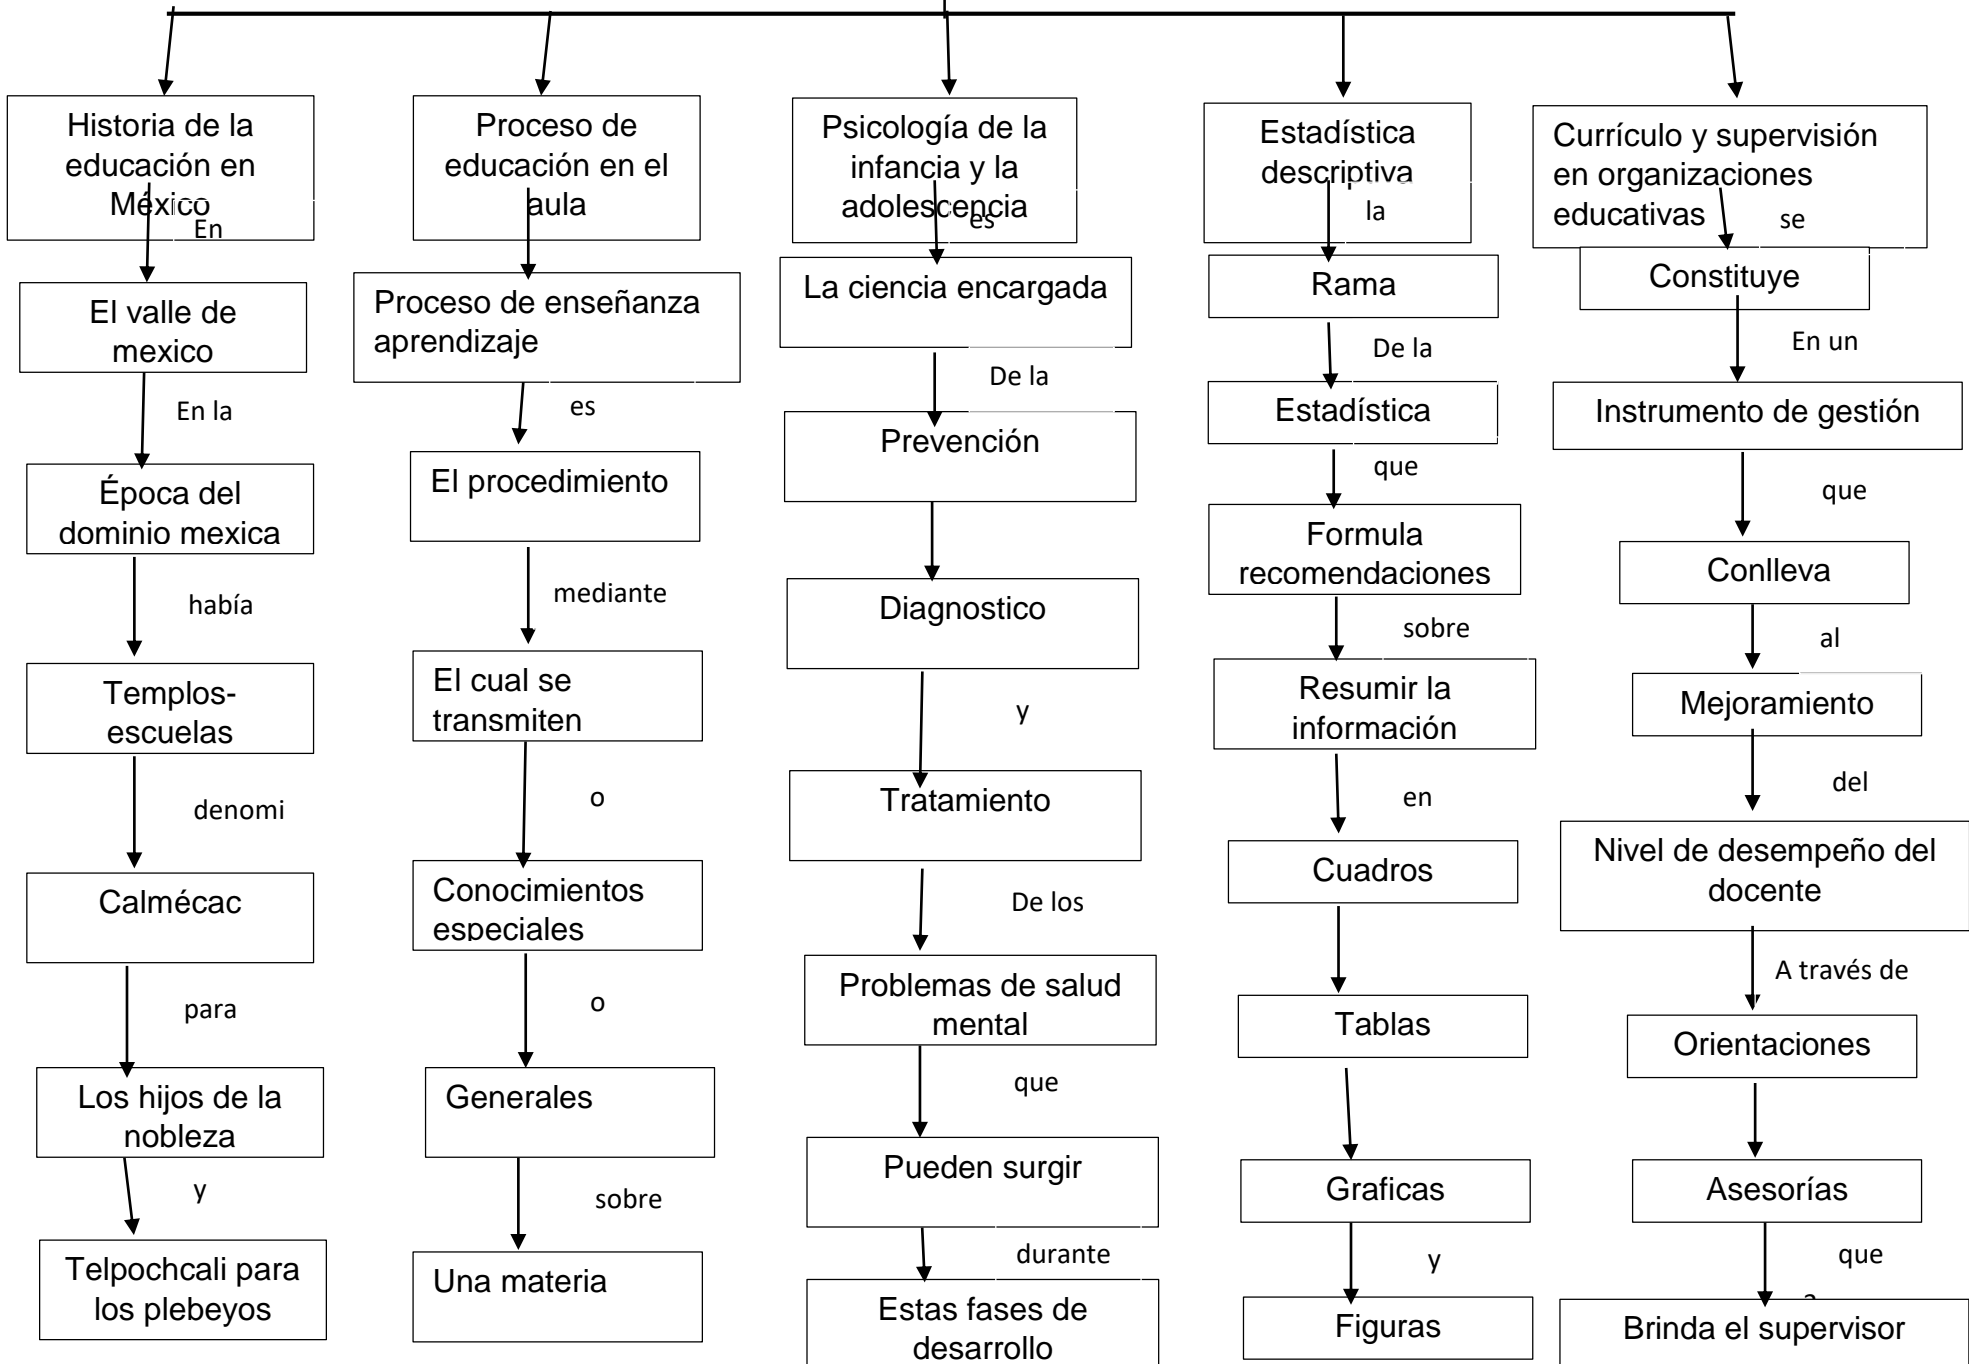 Historia de la
educación en
México
En
El valle de
mexico
En la
Época del
dominio mexica
había
Templos-
escuelas
denomi
Calmécac
para
Los hijos de la
nobleza
y
Telpochcali para
los plebeyos
Proceso de
educación en el
aula
Proceso de enseñanza
aprendizaje
es
El procedimiento
mediante
El cual se
transmiten
o
Conocimientos
especiales
o
Generales
sobre
Una materia
Psicología de la
infancia y la
adolescencia
es
La ciencia encargada
De la
Prevención
Diagnostico
y
Tratamiento
De los
Problemas de salud
mental
que
Pueden surgir
durante
Estas fases de
desarrollo
Estadística
descriptiva
la
Rama
De la
Estadística
que
Formula
recomendaciones
sobre
Resumir la
información
en
Cuadros
Tablas
Graficas
y
Figuras
Currículo y supervisión
en organizaciones
educativas
se
Constituye
En un
Instrumento de gestión
que
Conlleva
al
Mejoramiento
del
Nivel de desempeño del
docente
A través de
Orientaciones
Asesorías
que
Brinda el supervisor